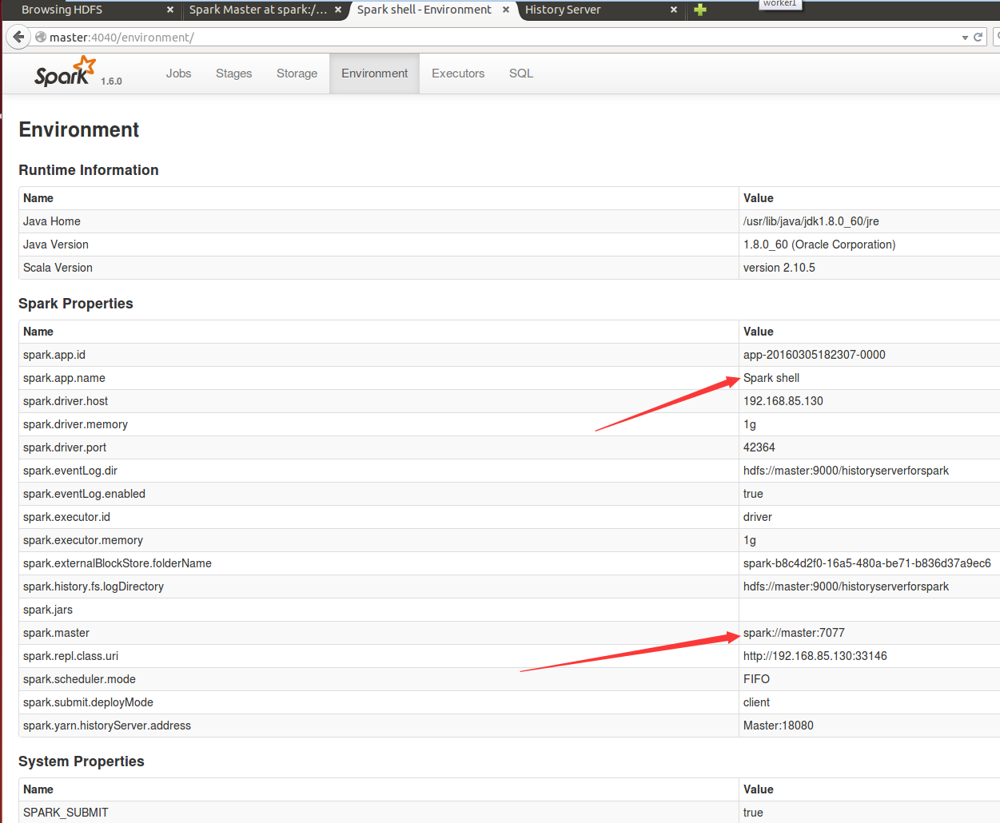 worker1
Browsing HDFS × Spark Master at spark:/... × Spark shell - Environment × History Server ×
master:4040/environment/
Spark 1.6.0 Jobs Stages Storage Environment Executors SQL
Environment
Runtime Information
Name Value
Java Home /usr/lib/java/jdk1.8.0_60/jre
Java Version 1.8.0_60 (Oracle Corporation)
Scala Version version 2.10.5
Spark Properties
Name Value
spark.app.id app-20160305182307-0000
spark.app.name Spark shell
spark.driver.host 192.168.85.130
spark.driver.memory 1g
spark.driver.port 42364
spark.eventLog.dir hdfs://master:9000/historyserverforspark
spark.eventLog.enabled true
spark.executor.id driver
spark.executor.memory 1g
spark.externalBlockStore.folderName spark-b8c4d2f0-16a5-480a-be71-b836d37a9ec6
spark.history.fs.logDirectory hdfs://master:9000/historyserverforspark
spark.jars
spark.master spark://master:7077
spark.repl.class.uri http://192.168.85.130:33146
spark.scheduler.mode FIFO
spark.submit.deployMode client
spark.yarn.historyServer.address Master:18080
System Properties
Name Value
SPARK_SUBMIT true